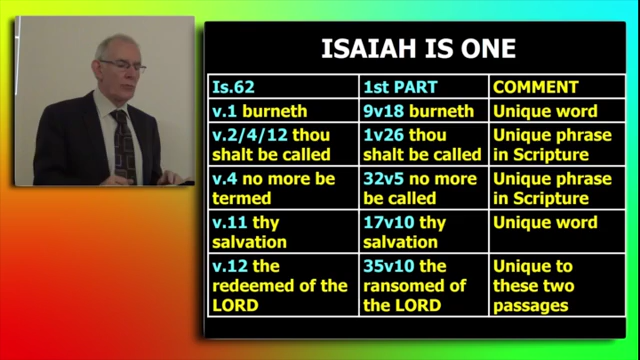 ISAIAH IS ONE
Is.62 1st PART COMMENT
v.1 burneth 9v18 burneth Unique word
v.2/4/12 thou 1v26 thou Unique phrase
shalt be called shalt be called in Scripture
v.4 no more be 32v5 no more Unique phrase
termed be called in Scripture
v.11 thy 17v10 thy Unique word
salvation salvation
v.12 the 35v10 the Unique to
redeemed of the ransomed of these two
LORD the LORD passages